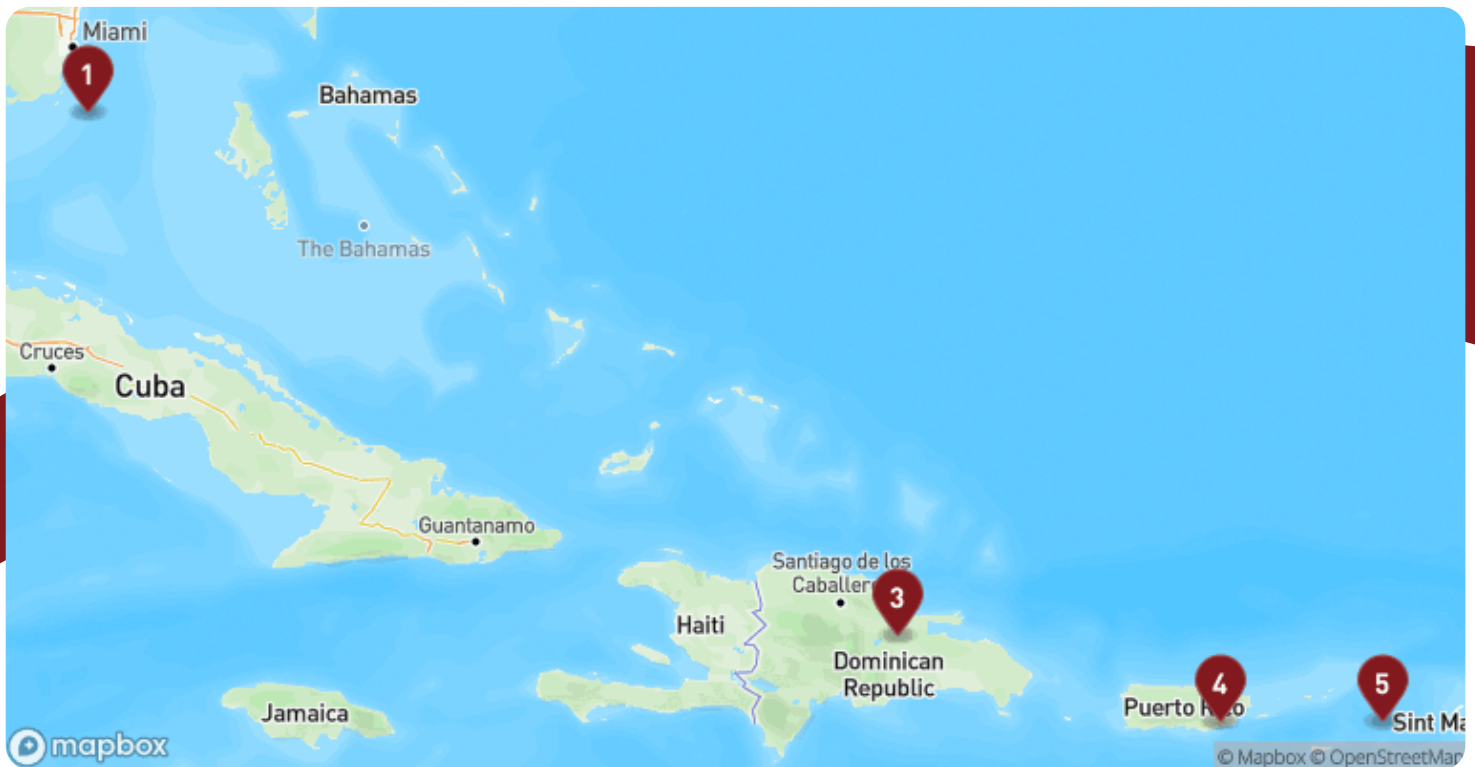 Miami
1
Bahamas
The Bahamas
Cruces
Cuba
Guantanamo
Santiago de los
Caballer
3
Haiti
Dominican
Republic
4
5
Puerto R co
Jamaica
Sint Ma
mapbox
© Mapbox © OpenStreetMap